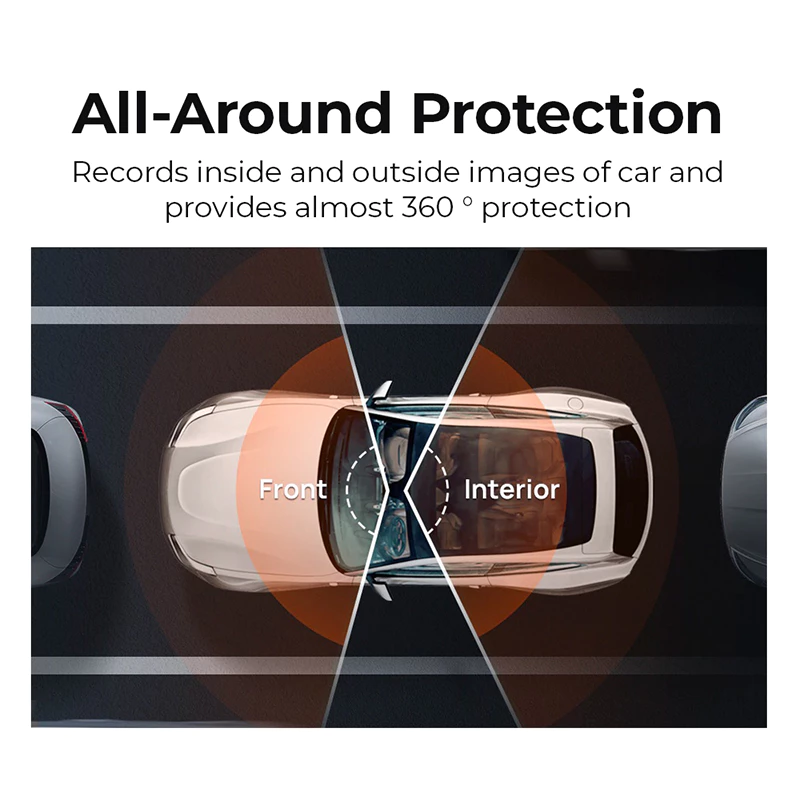 All-Around Protection
Records inside and outside images of car and
provides almost 360 ° protection
Front
Interior